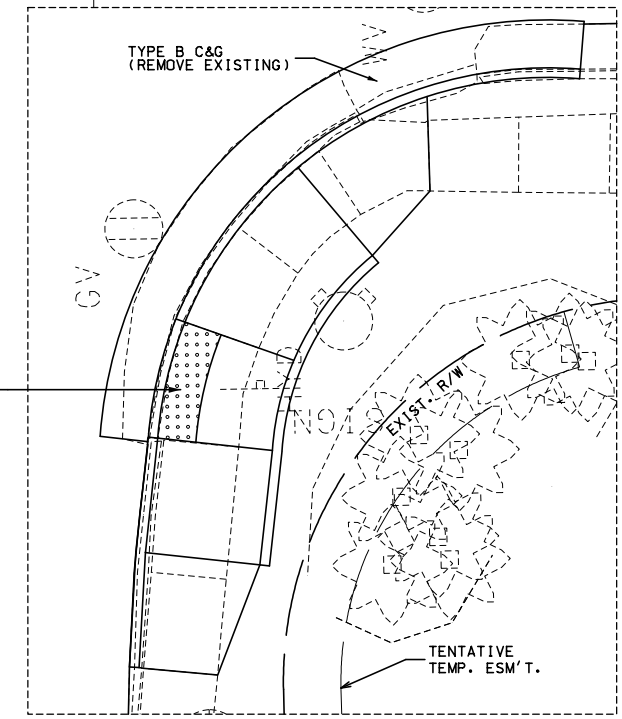 TYPE B C&G
(REMOVE EXISTING)
GV
EXIST. R/W
TENTATIVE
TEMP. ESM'T.